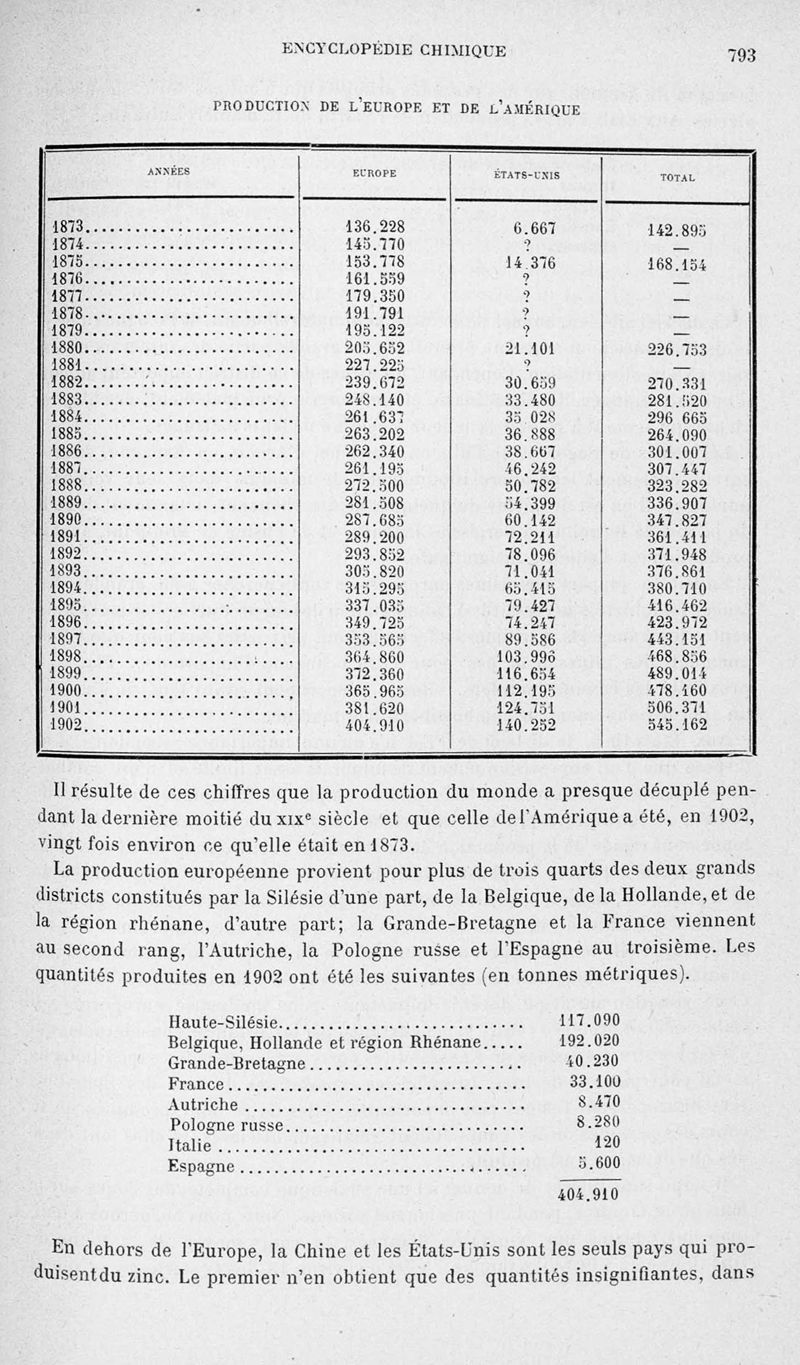 ENCYCLOPÉDIE CHIMIQUE 793
PRODUCTION DE L'EUROPE ET DE L'AMÉRIQUE
ANNÉES EUROPE ÉTATS-UNIS TOTAL
1873 136.228 6.667 142.895
1874 145.770 ? —
1875 153.778 14.376 168.154
1876 161.559 ? —
1877 179.350 ? —
1878 191.791 ? —
1879 195.122 ? —
1880 205.652 21.101 226.753
1881 227.225 ? —
1882 239.672 30.659 270.331
1883 248.140 33.480 281.520
1884 261.637 35 028 296 665
1885 263.202 36.888 264.090
1886 262.340 38.667 301.007
1887 261.195 46.242 307.447
1888 272.500 50.782 323.282
1889 281.508 54.399 336.907
1890 287.685 60.142 347.827
1891 289.200 72.211 361.411
1892 293.852 78.096 371.948
1893 305.820 71.041 376.861
1894 315.295 65.415 380.710
1895 337.035 79.427 416.462
1896 349.725 74.247 423.972
1897 353.565 89.586 443.151
1898 364.860 103.996 468.856
1899 372.360 116.654 489.014
1900 365.965 112.195 478.160
1901 381.620 124.751 506.371
1902 404.910 140.252 545.162
Il résulte de ces chiffres que la production du monde a presque décuplé pen-
dant la dernière moitié du XIXe siècle et que celle de l'Amérique a été, en 1902,
vingt fois environ ce qu'elle était en 1873.
La production européenne provient pour plus de trois quarts des deux grands
districts constitués par la Silésie d'une part, de la Belgique, de la Hollande, et de
la région rhénane, d'autre part; la Grande-Bretagne et la France viennent
au second rang, l'Autriche, la Pologne russe et l'Espagne au troisième. Les
quantités produites en 1902 ont été les suivantes (en tonnes métriques).
Haute-Silésie 117.090
Belgique, Hollande et région Rhénane 192.020
Grande-Bretagne 40.230
France 33.100
Autriche 8.470
Pologne russe 8.280
Italie 120
Espagne 5.600
404.910
En dehors de l'Europe, la Chine et les États-Unis sont les seuls pays qui pro-
duisent du zinc. Le premier n'en obtient que des quantités insignifiantes, dans